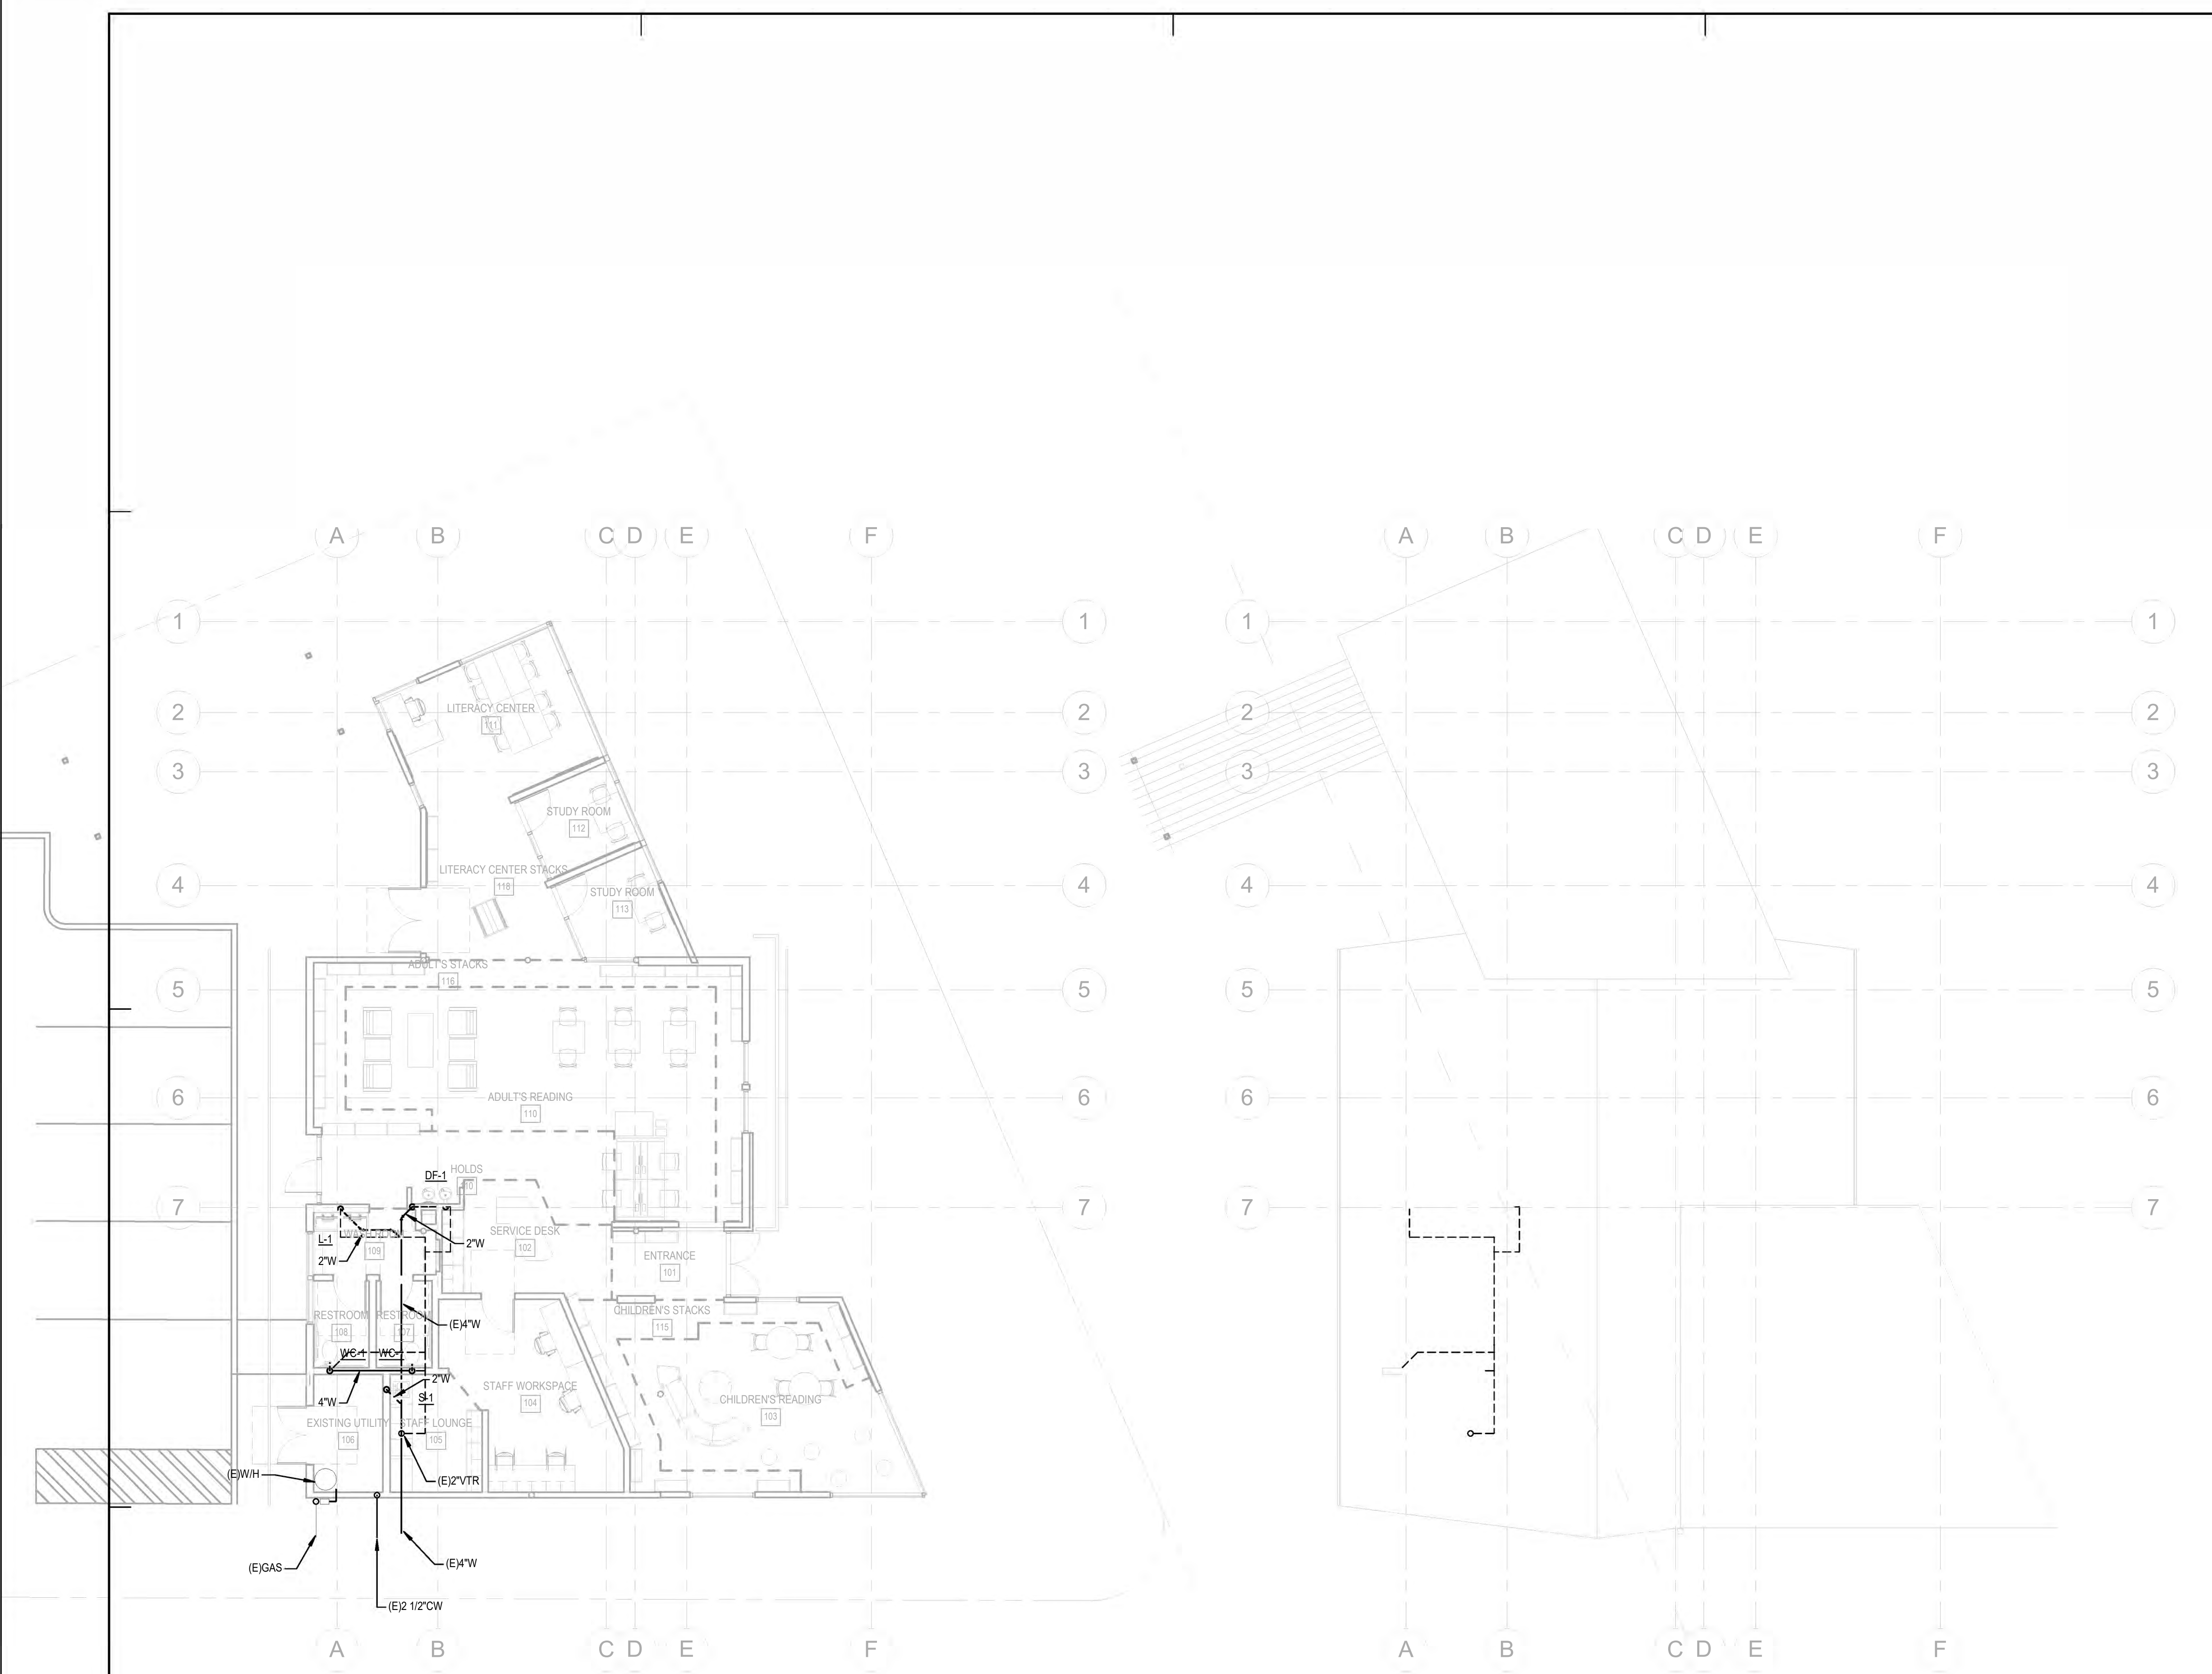 A B C D E F
A B C D E F
1 1 1 1
LITERACY CENTER
111
2 2 2 2
3 3 3 3
STUDY ROOM
112
LITERACY CENTER STACKS
118
4 4 4 4
STUDY ROOM
113
ADULT'S STACKS
116
5 5 5 5
ADULT'S READING
110
6 6 6 6
DF-1
HOLDS
7 7 7 7
L-1
109
2"W
2"W
SERVICE DESK
102
ENTRANCE
101
RESTROOM
108
RESTROOM
107
(E)4"W
CHILDREN'S STACKS
115
WC-1
4"W
2"W
S-1
STAFF WORKSPACE
104
CHILDREN'S READING
103
EXISTING UTILITY
106
STAFF LOUNGE
105
(E)W/H
(E)2"VTR
(E)GAS
(E)4"W
(E)2 1/2"CW
A B C D E F
A B C D E F